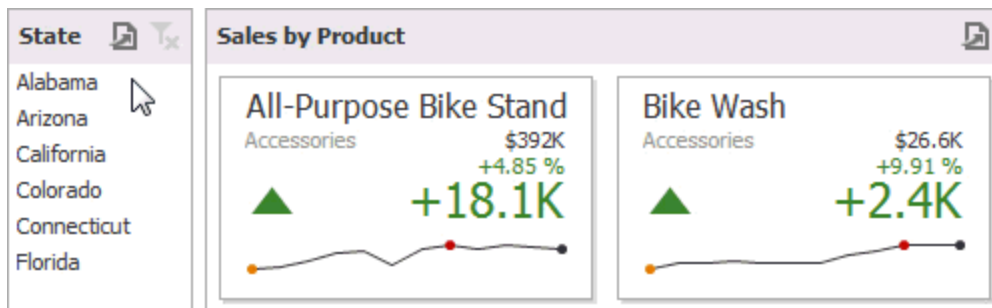 State
Alabama
Arizona
California
Colorado
Connecticut
Florida
Sales by Product
All-Purpose Bike Stand
Accessories $392K
+4.85 %
+18.1K
Bike Wash
Accessories $26.6K
+9.91 %
+2.4K